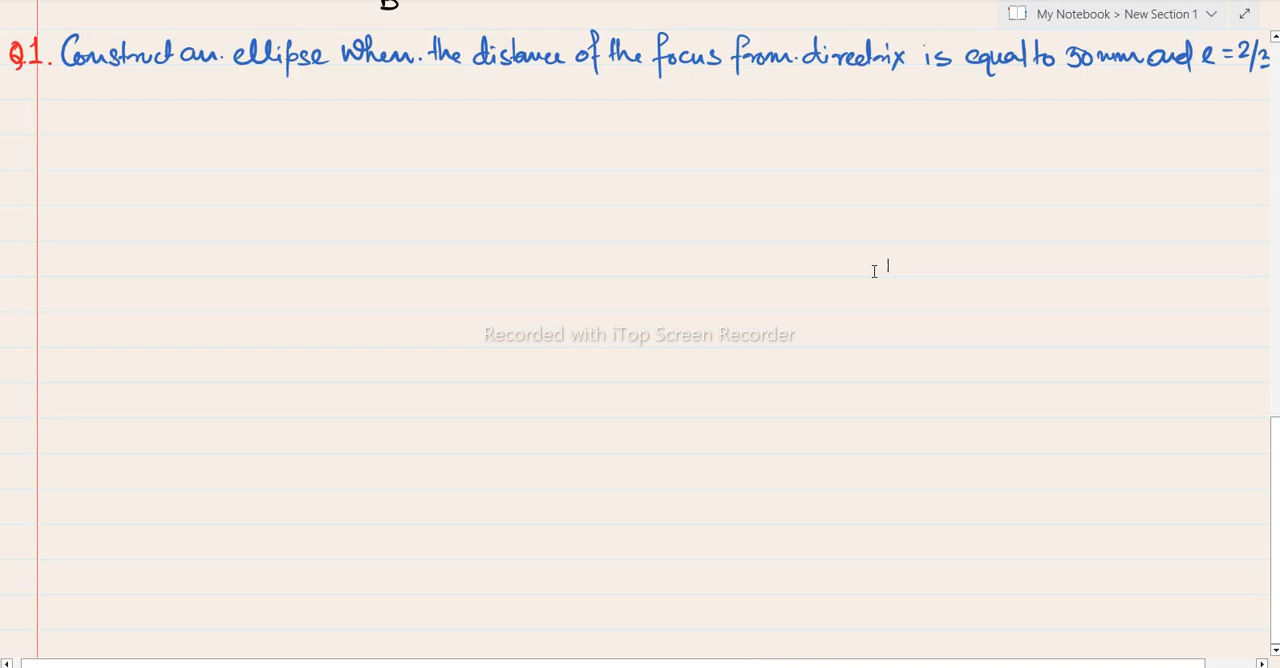 B
My Notebook > New Section 1
Q1. Construct an. ellipse when. the distance of the focus from. directrix is equal to 50mm and e = 2/3
Recorded with iTop Screen Recorder